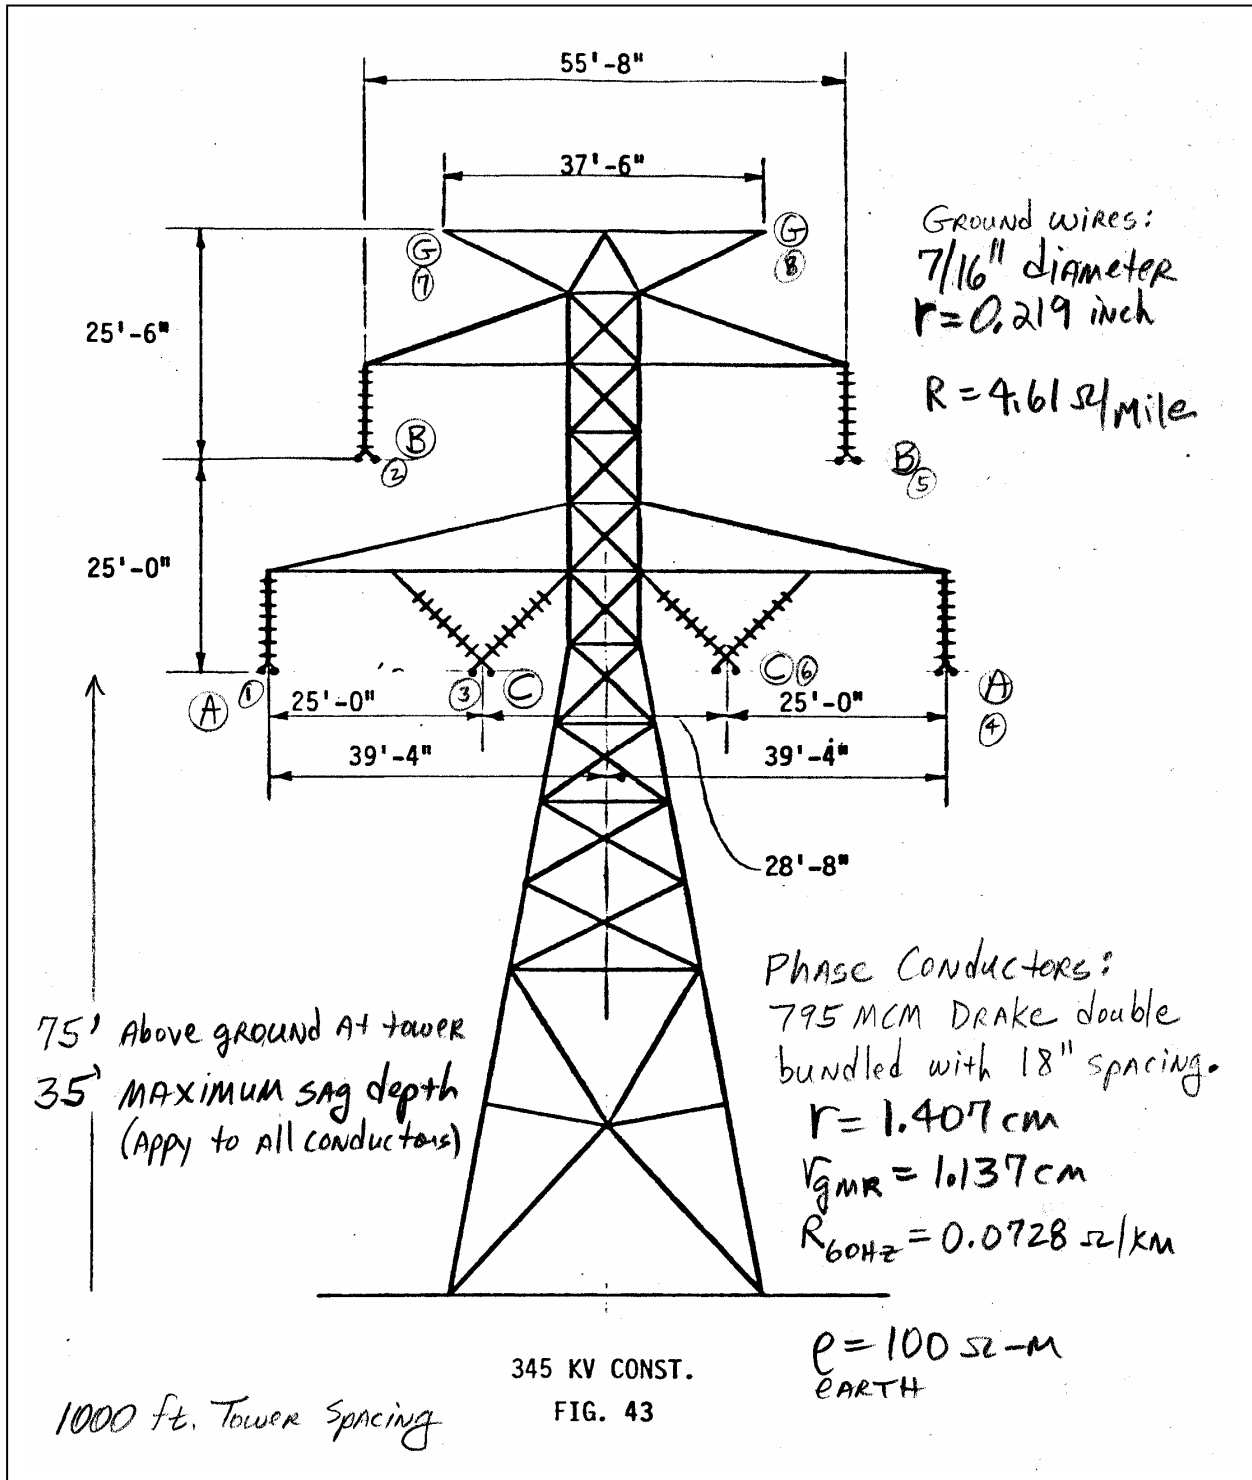 55'-8"
37'-6"
G
7
G
8
Ground wires:
7/16" diameter
r=0.219 inch
R=4.61 Ω/mile
25'-6"
B
2
B
5
25'-0"
A
1
3
C
C
6
A
4
25'-0"
25'-0"
39'-4"
39'-4"
28'-8"
75' Above ground At tower
35' MAXIMUM SAg depth
(Appy to All conductors)
Phase Conductors:
795 MCM DRAKE double
bundled with 18" spacing.
r=1.407 cm
rgMR=1.137 cm
R60HZ=0.0728 Ω/KM
ρ=100 Ω-M
EARTH
345 KV CONST.
FIG. 43
1000 ft. Tower Spacing